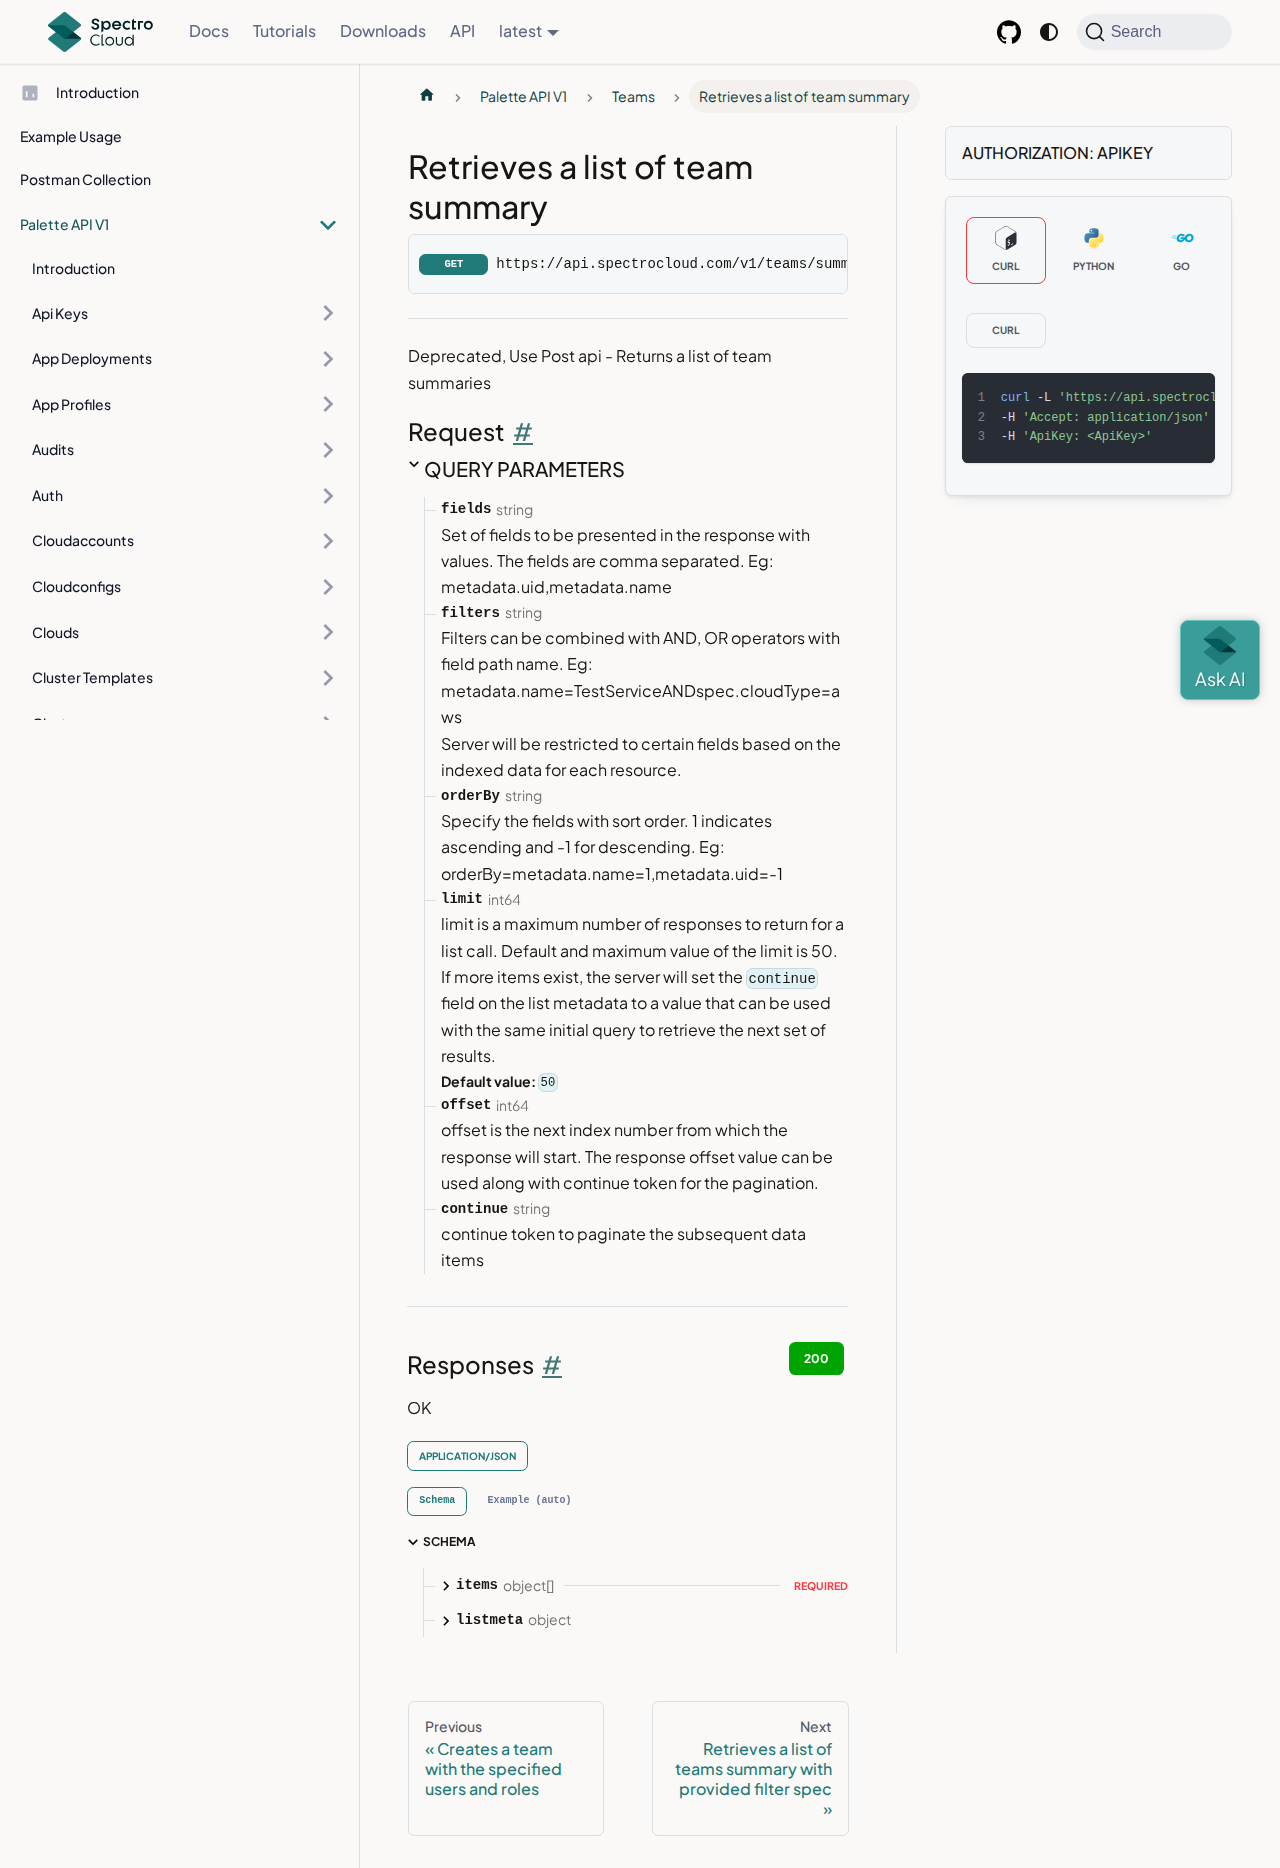 Spectro Cloud
Docs
Tutorials
Downloads
API
latest
Search
Introduction
Example Usage
Postman Collection
Palette API V1
Introduction
Api Keys
App Deployments
App Profiles
Audits
Auth
Cloudaccounts
Cloudconfigs
Clouds
Cluster Templates
Palette API V1
Teams
Retrieves a list of team summary
Retrieves a list of team
summary
GET https://api.spectrocloud.com/v1/teams/summ
Deprecated, Use Post api - Returns a list of team
summaries
Request #
QUERY PARAMETERS
fields string
Set of fields to be presented in the response with
values. The fields are comma separated. Eg:
metadata.uid,metadata.name
filters string
Filters can be combined with AND, OR operators with
field path name. Eg:
metadata.name=TestServiceANDspec.cloudType=a
ws
Server will be restricted to certain fields based on the
indexed data for each resource.
orderBy string
Specify the fields with sort order. 1 indicates
ascending and -1 for descending. Eg:
orderBy=metadata.name=1,metadata.uid=-1
limit int64
limit is a maximum number of responses to return for a
list call. Default and maximum value of the limit is 50.
If more items exist, the server will set the continue
field on the list metadata to a value that can be used
with the same initial query to retrieve the next set of
results.
Default value: 50
offset int64
offset is the next index number from which the
response will start. The response offset value can be
used along with continue token for the pagination.
continue string
continue token to paginate the subsequent data
items
Responses #
200
OK
APPLICATION/JSON
Schema
Example (auto)
SCHEMA
items object[] REQUIRED
listmeta object
Previous
« Creates a team
with the specified
users and roles
Next
Retrieves a list of
teams summary with
provided filter spec
»
AUTHORIZATION: APIKEY
CURL
PYTHON
GO
CURL
1 curl -L 'https://api.spectrocl
2 -H 'Accept: application/json'
3 -H 'ApiKey: <ApiKey>'
Ask AI